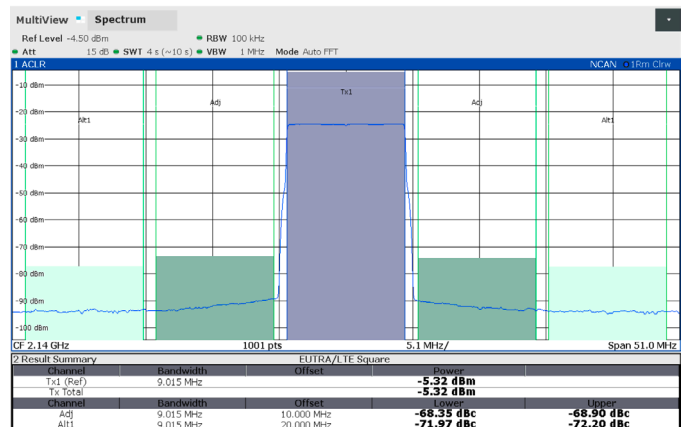 MultiView Spectrum
Ref Level -4.50 dBm RBW 100 kHz
Att 15 dB SWT 4 s (~10 s) VBW 1 MHz Mode Auto FFT
1 ACLR NCAN 1Rm Clrw
-10 dBm
Tx1
Adj Adj
-20 dBm
Alt1 Alt1
-30 dBm
-40 dBm
-50 dBm
-60 dBm
-70 dBm
-80 dBm
-90 dBm
-100 dBm
CF 2.14 GHz 1001 pts 5.1 MHz/ Span 51.0 MHz
2 Result Summary EUTRA/LTE Square
Channel Bandwidth Offset Power
Tx1 (Ref) 9.015 MHz -5.32 dBm
Tx Total -5.32 dBm
Channel Bandwidth Offset Lower Upper
Adj 9.015 MHz 10.000 MHz -68.35 dBc -68.90 dBc
Alt1 9.015 MHz 20.000 MHz -71.97 dBc -72.20 dBc